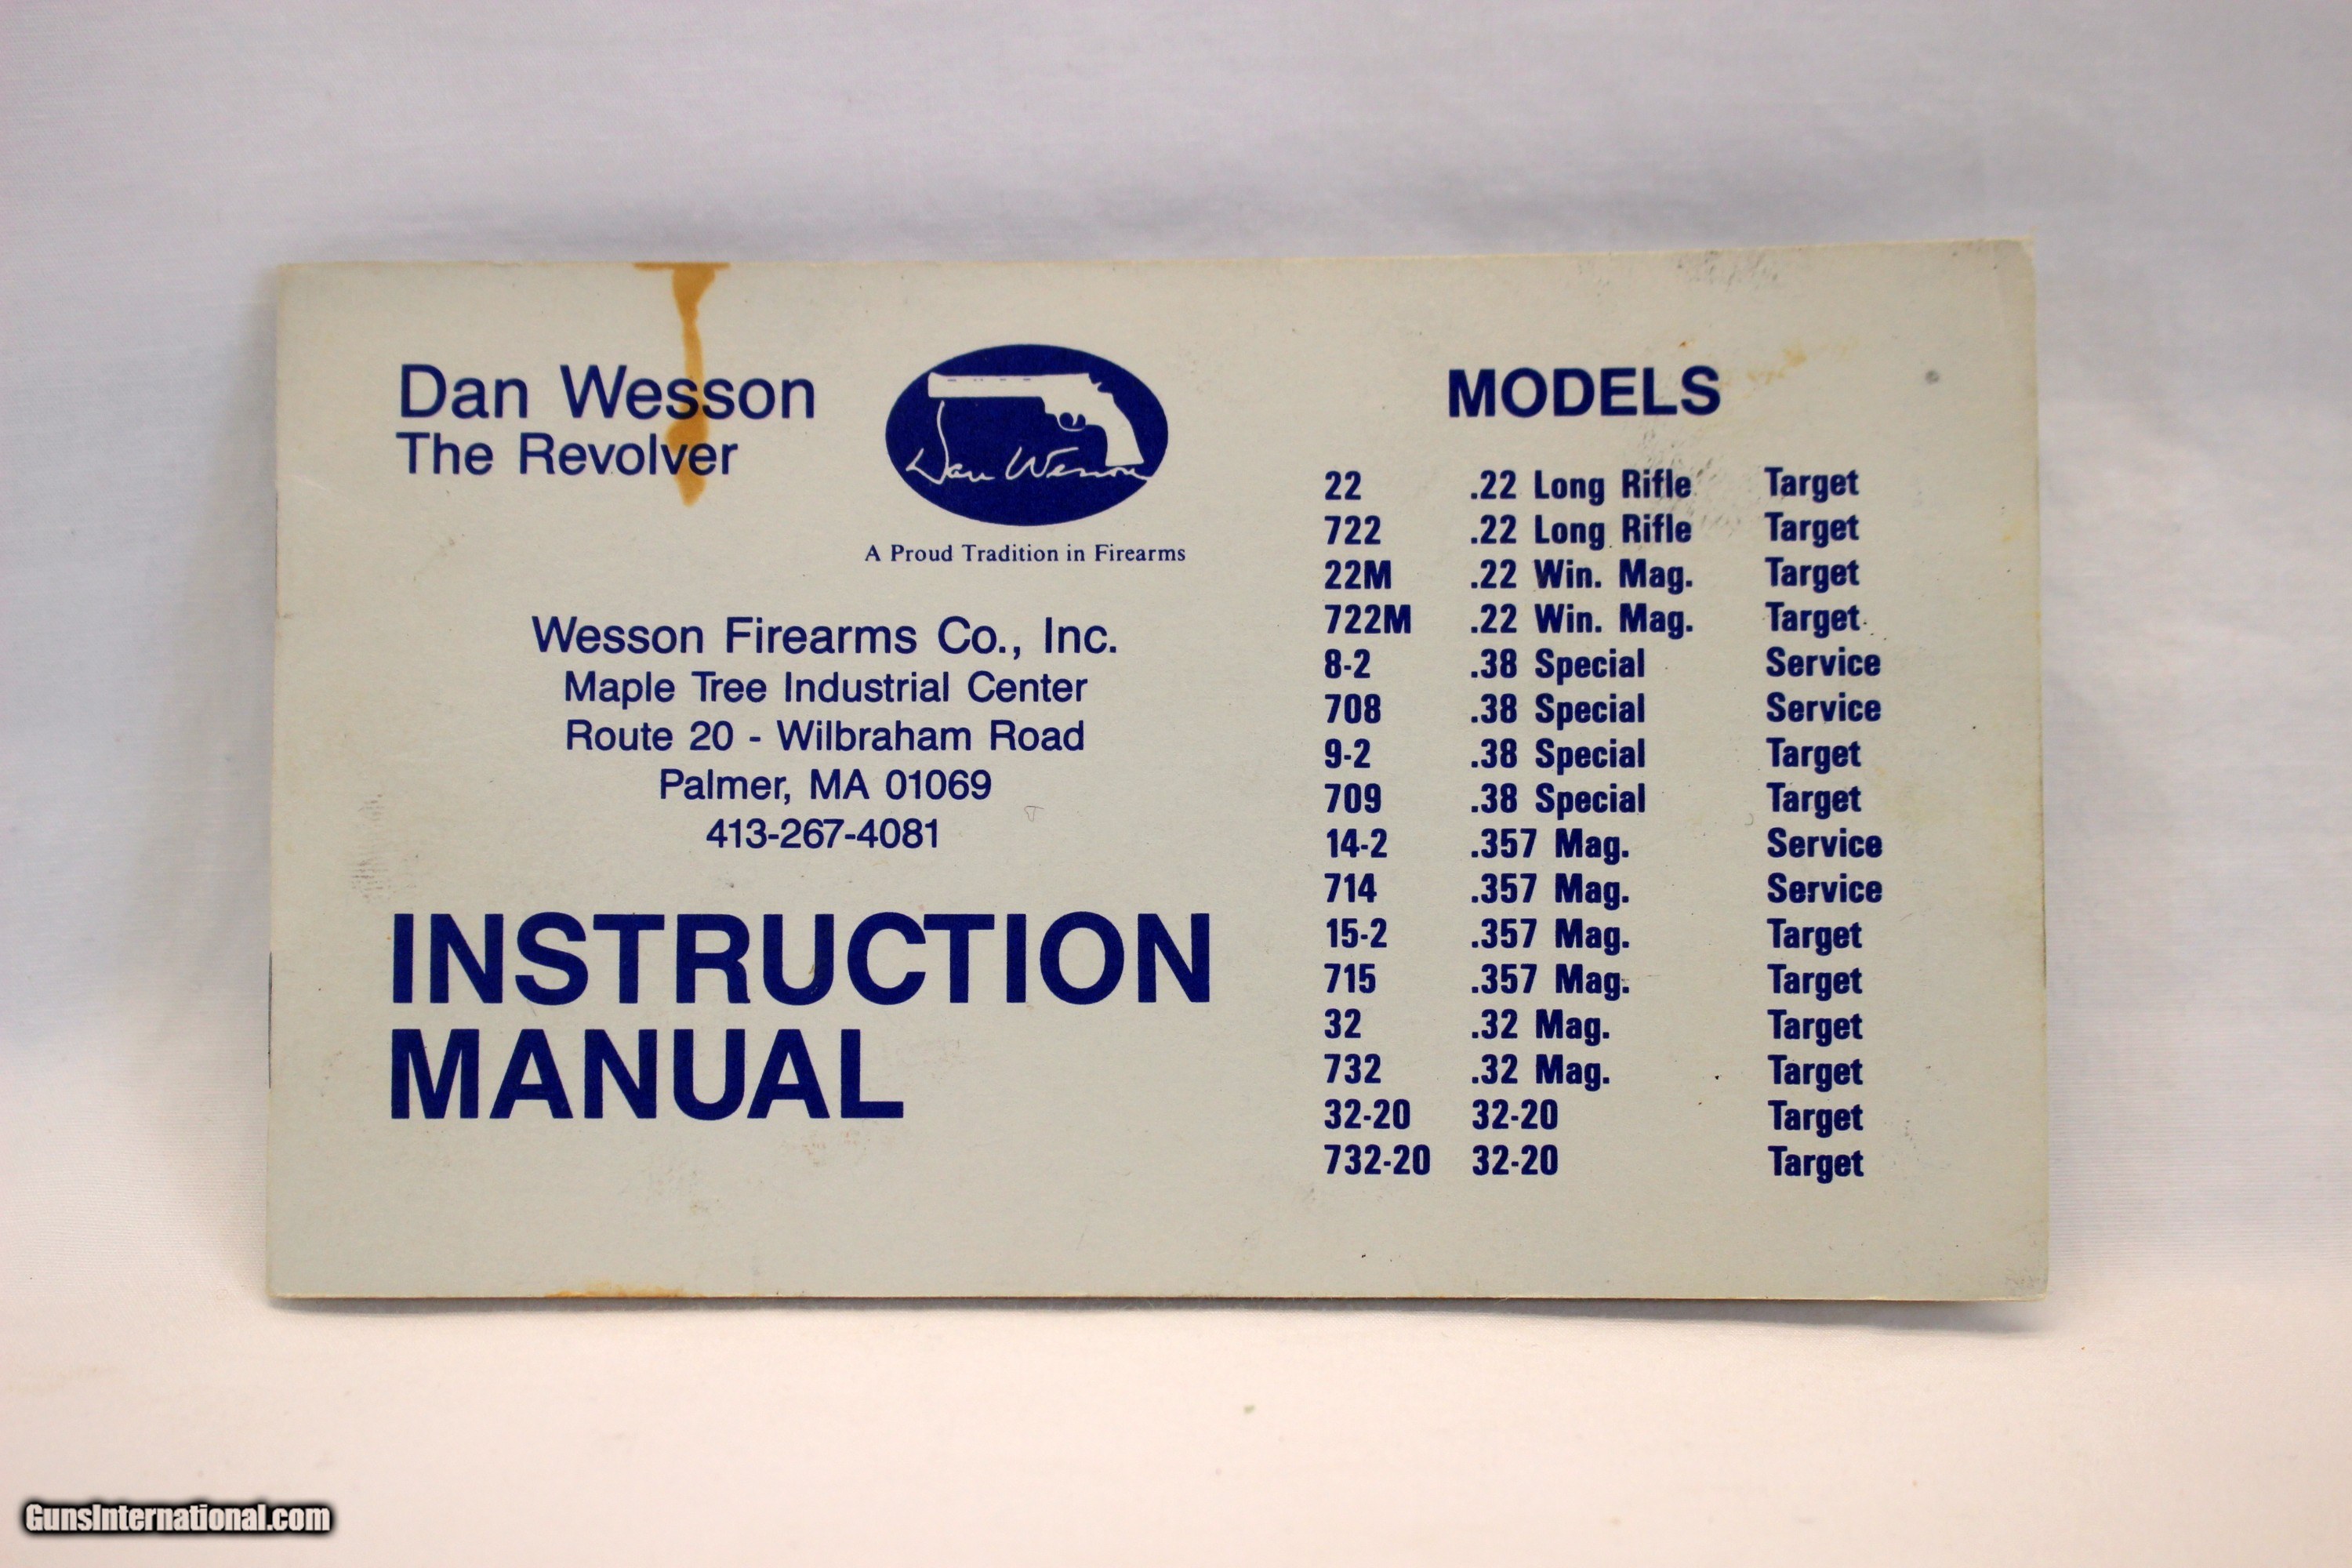 Dan Wesson
The Revolver
Dan Wesson
A Proud Tradition in Firearms
Wesson Firearms Co., Inc.
Maple Tree Industrial Center
Route 20 - Wilbraham Road
Palmer, MA 01069
413-267-4081
INSTRUCTION
MANUAL
MODELS
22 .22 Long Rifle Target
722 .22 Long Rifle Target
22M .22 Win. Mag. Target
722M .22 Win. Mag. Target
8-2 .38 Special Service
708 .38 Special Service
9-2 .38 Special Target
709 .38 Special Target
14-2 .357 Mag. Service
714 .357 Mag. Service
15-2 .357 Mag. Target
715 .357 Mag. Target
32 .32 Mag. Target
732 .32 Mag. Target
32-20 32-20 Target
732-20 32-20 Target
GunsInternational.com